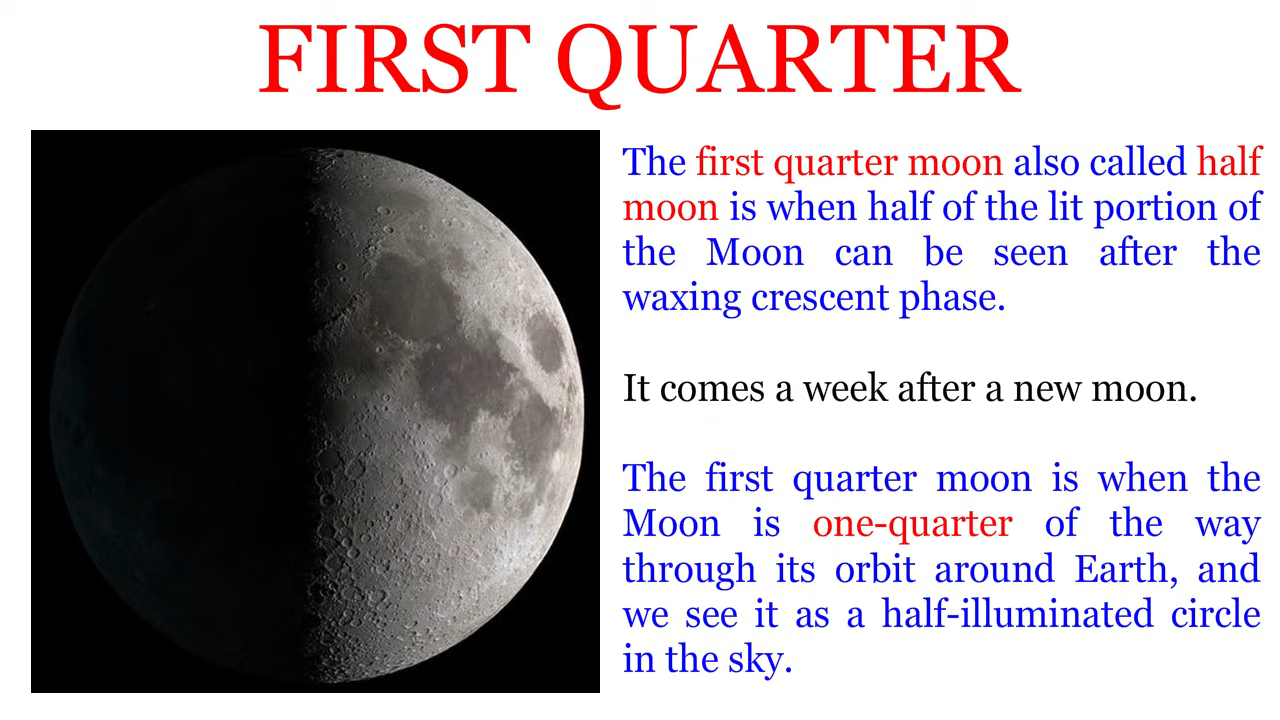 FIRST QUARTER
The first quarter moon also called half
moon is when half of the lit portion of
the Moon can be seen after the
waxing crescent phase.
It comes a week after a new moon.
The first quarter moon is when the
Moon is one-quarter of the way
through its orbit around Earth, and
we see it as a half-illuminated circle
in the sky.